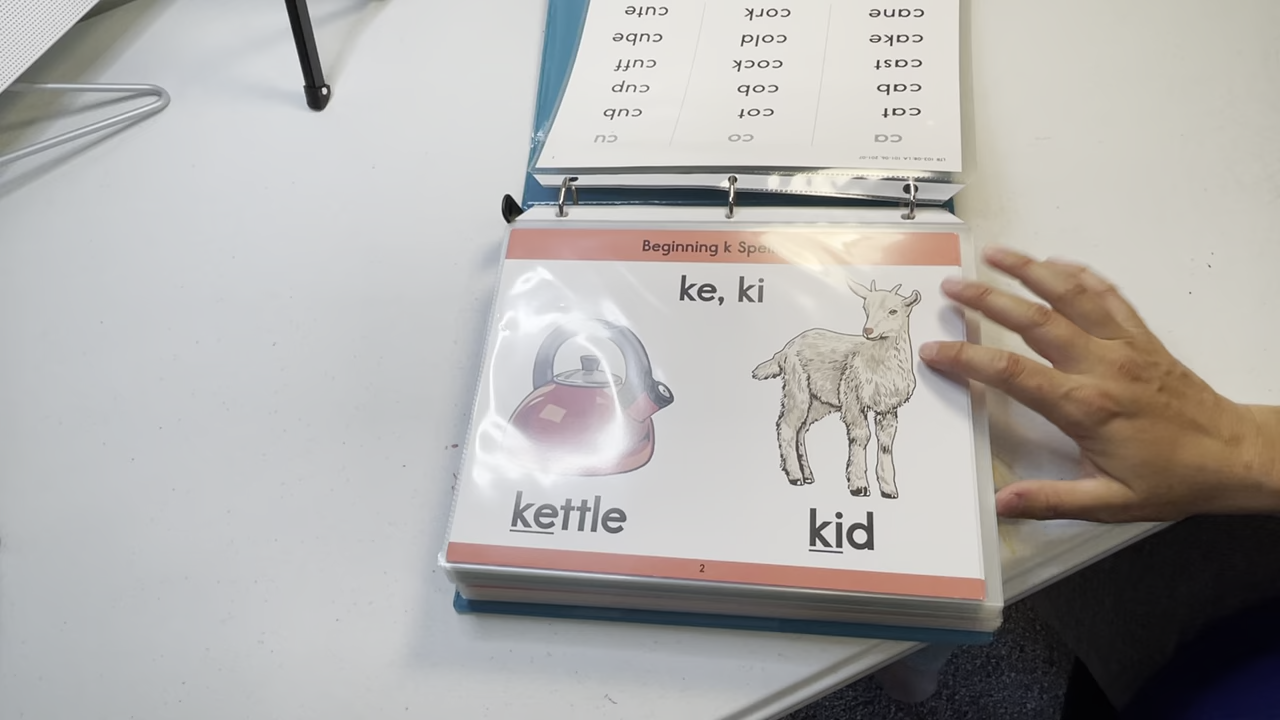 cute cork cane
cube cold cake
cuff cock cast
cup cob cab
cub cot cat
cu co ca
Beginning k
ke, ki
kettle kid
2